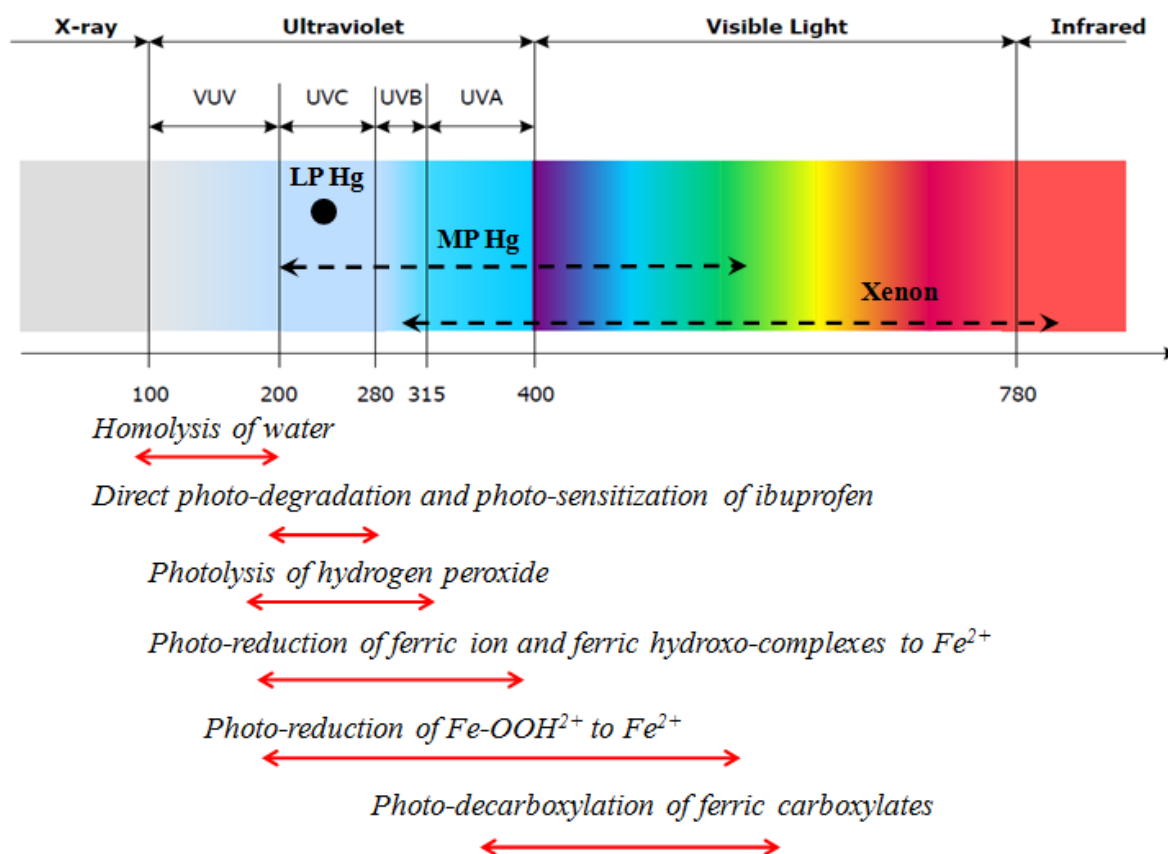 X-ray Ultraviolet Visible Light Infrared
VUV UVC UVB UVA
LP Hg
MP Hg
Xenon
100 200 280 315 400 780
Homolysis of water
Direct photo-degradation and photo-sensitization of ibuprofen
Photolysis of hydrogen peroxide
Photo-reduction of ferric ion and ferric hydroxo-complexes to Fe²⁺
Photo-reduction of Fe-OOH²⁺ to Fe²⁺
Photo-decarboxylation of ferric carboxylates